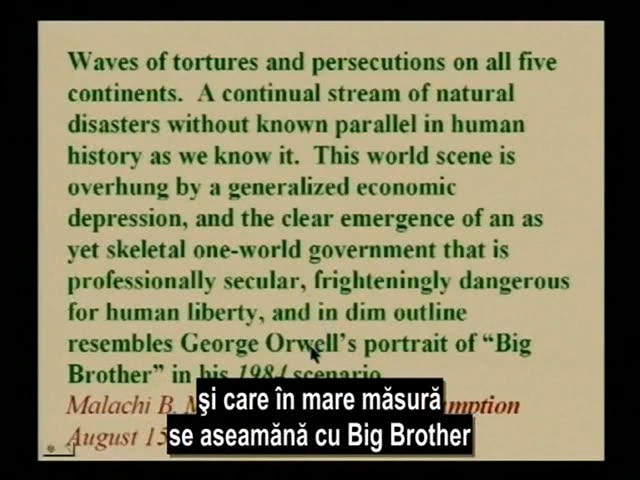 Waves of tortures and persecutions on all five
continents. A continual stream of natural
disasters without known parallel in human
history as we know it. This world scene is
overhung by a generalized economic
depression, and the clear emergence of an as
yet skeletal one-world government that is
professionally secular, frighteningly dangerous
for human liberty, and in dim outline
resembles George Orwell's portrait of “Big
Brother” in his 1984 scenario
Malachi B.
August 15
şi care în mare măsură
se aseamănă cu Big Brother